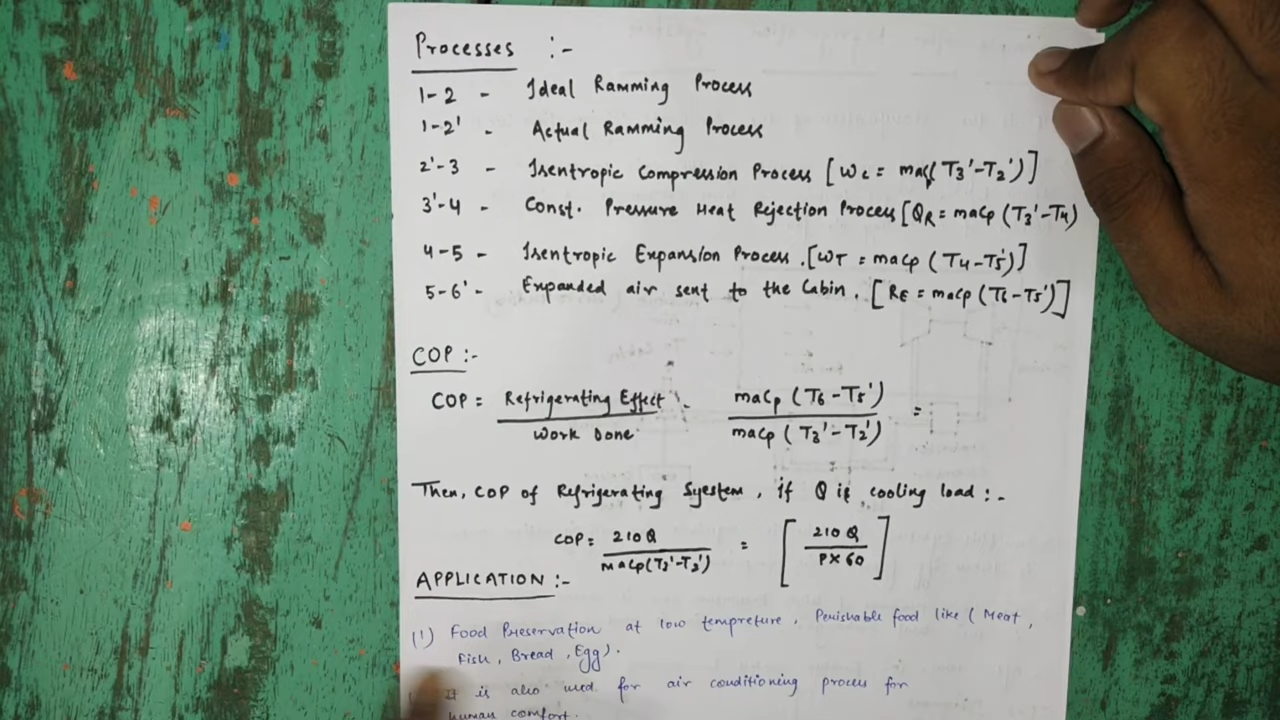 Processes :-
1-2 - Ideal Ramming Process
1-2' - Actual Ramming Process
2'-3 - Isentropic Compression Process [Wc = macp(T3'-T2')]
3'-4 - Const. Pressure Heat Rejection Process [QR = macp (T3'-T4)
4-5 - Isentropic Expansion Process. [WT = macp (T4-T5')]
5-6' - Expanded air sent to the Cabin. [RE = macp (T6-T5')]
COP :-
COP = Refrigerating Effect / Work Done = macp (T6-T5') / macp (T3'-T2') =
Then, COP of Refrigerating Syestem, if Q is cooling load :-
COP = 210 Q / macp(T3'-T2') = [210 Q / P×60]
APPLICATION :-
(1) Food Preservation at low tempreture, Perishable food like (Meat,
Fish, Bread, Egg).
It is also used for air conditioning process for
human comfort.